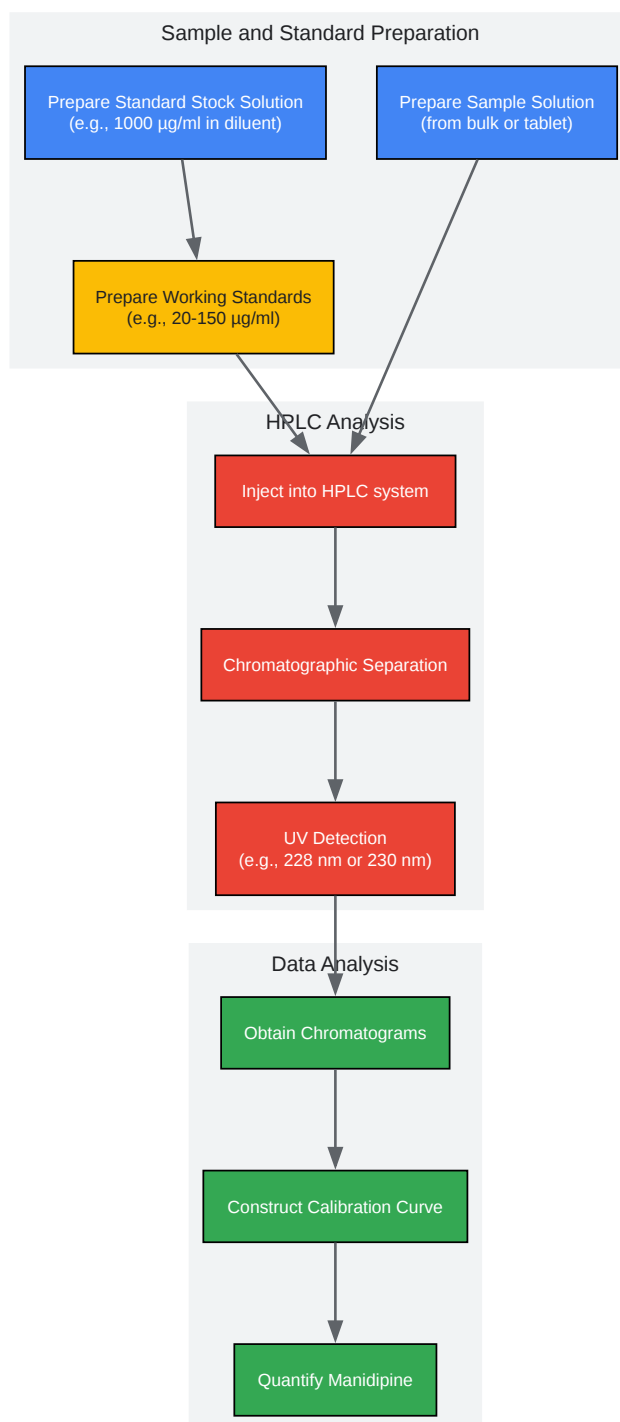 Sample and Standard Preparation
Prepare Standard Stock Solution
(e.g., 1000 µg/ml in diluent)
Prepare Sample Solution
(from bulk or tablet)
Prepare Working Standards
(e.g., 20-150 µg/ml)
HPLC Analysis
Inject into HPLC system
Chromatographic Separation
UV Detection
(e.g., 228 nm or 230 nm)
Data Analysis
Obtain Chromatograms
Construct Calibration Curve
Quantify Manidipine